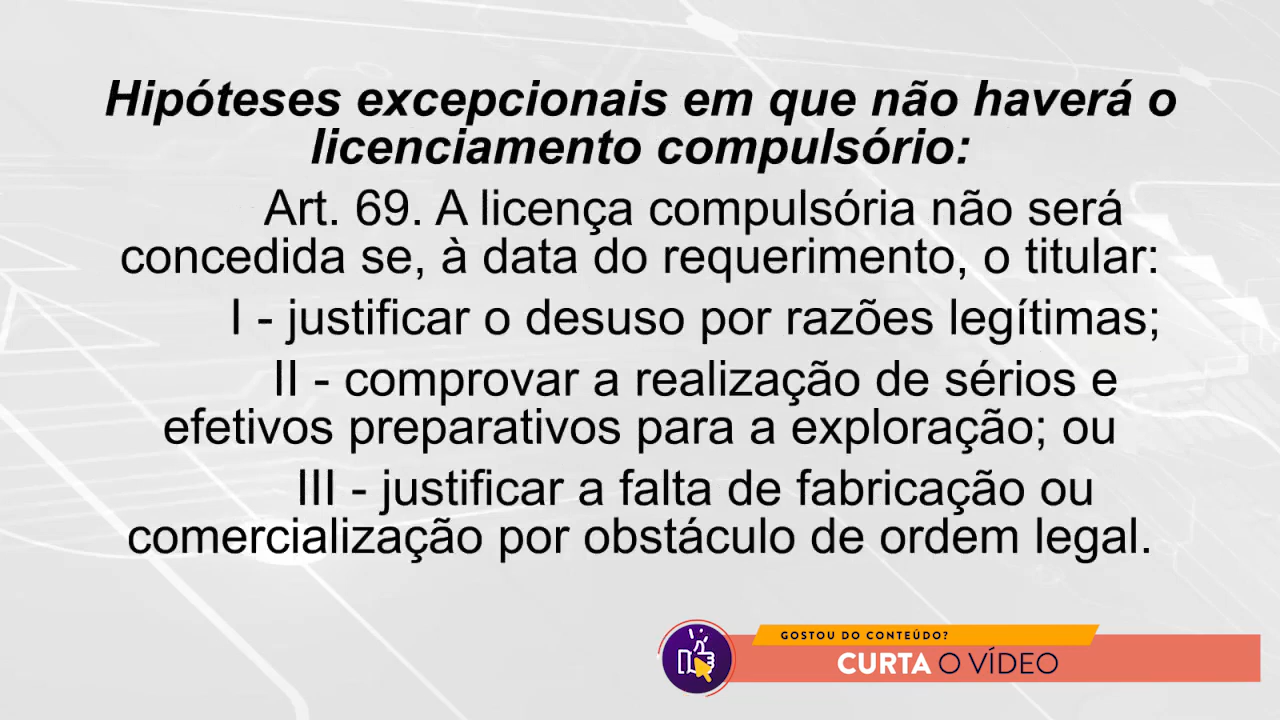 Hipóteses excepcionais em que não haverá o
licenciamento compulsório:
Art. 69. A licença compulsória não será
concedida se, à data do requerimento, o titular:
I - justificar o desuso por razões legítimas;
II - comprovar a realização de sérios e
efetivos preparativos para a exploração; ou
III - justificar a falta de fabricação ou
comercialização por obstáculo de ordem legal.
GOSTOU DO CONTEÚDO?
CURTA O VÍDEO